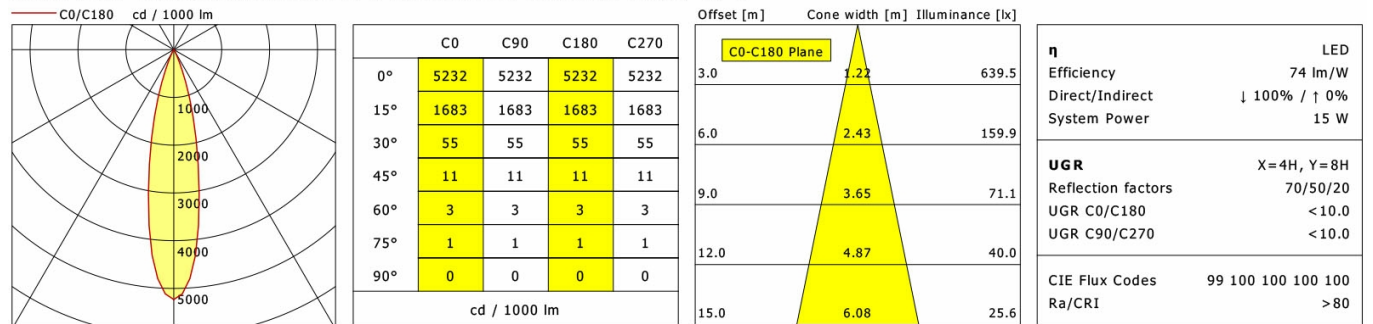 C0/C180 cd / 1000 lm
1000
2000
3000
4000
5000
C0 C90 C180 C270
0° 5232 5232 5232 5232
15° 1683 1683 1683 1683
30° 55 55 55 55
45° 11 11 11 11
60° 3 3 3 3
75° 1 1 1 1
90° 0 0 0 0
cd / 1000 lm
Offset [m] Cone width [m] Illuminance [lx]
C0-C180 Plane
3.0 1.22 639.5
6.0 2.43 159.9
9.0 3.65 71.1
12.0 4.87 40.0
15.0 6.08 25.6
η LED
Efficiency 74 lm/W
Direct/Indirect ↓ 100% / ↑ 0%
System Power 15 W
UGR X=4H, Y=8H
Reflection factors 70/50/20
UGR C0/C180 <10.0
UGR C90/C270 <10.0
CIE Flux Codes 99 100 100 100 100
Ra/CRI >80